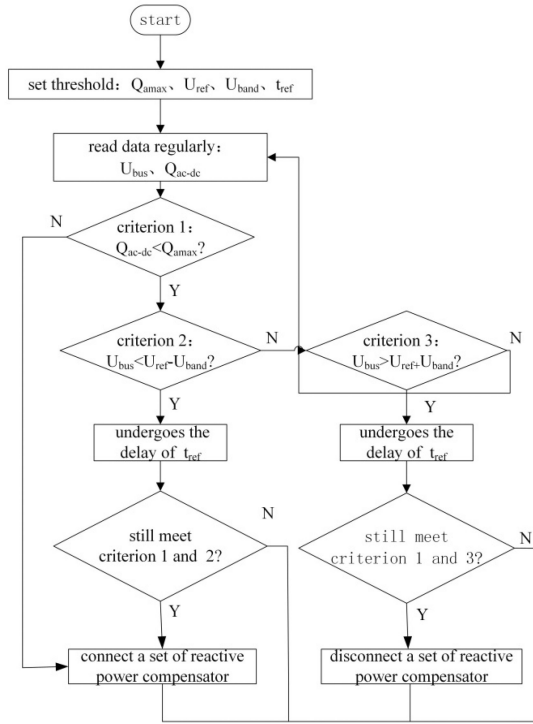 start
set threshold: Qamax、Uref、Uband、tref
read data regularly:
Ubus、Qac-dc
N
criterion 1:
Qac-dc<Qamax?
Y
criterion 2:
Ubus<Uref-Uband?
N
criterion 3:
Ubus>Uref+Uband?
N
Y
Y
undergoes the
delay of tref
undergoes the
delay of tref
still meet
criterion 1 and 2?
N
still meet
criterion 1 and 3?
N
Y
Y
connect a set of reactive
power compensator
disconnect a set of reactive
power compensator